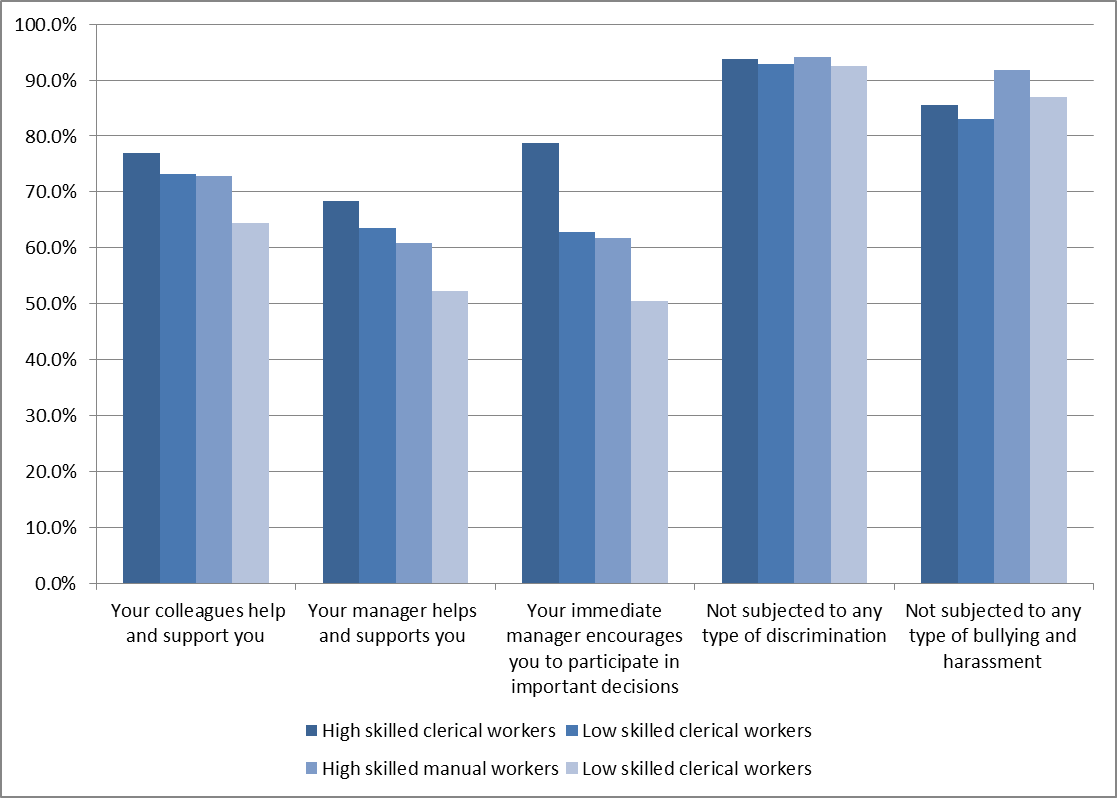 100.0%
90.0%
80.0%
70.0%
60.0%
50.0%
40.0%
30.0%
20.0%
10.0%
0.0%
Your colleagues help
and support you
Your manager helps
and supports you
Your immediate
manager encourages
you to participate in
important decisions
Not subjected to any
type of discrimination
Not subjected to any
type of bullying and
harassment
High skilled clerical workers
Low skilled clerical workers
High skilled manual workers
Low skilled clerical workers